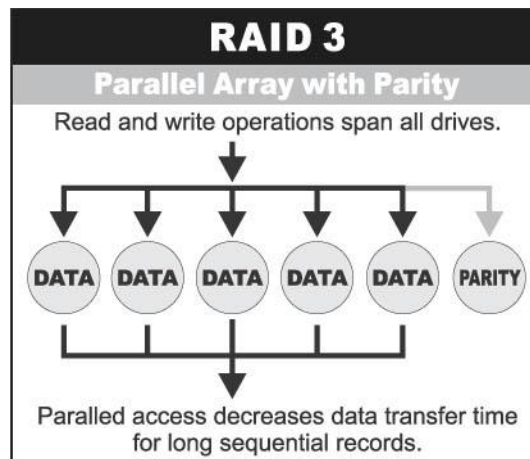 RAID 3
Parallel Array with Parity
Read and write operations span all drives.
DATA DATA DATA DATA DATA PARITY
Paralled access decreases data transfer time
for long sequential records.